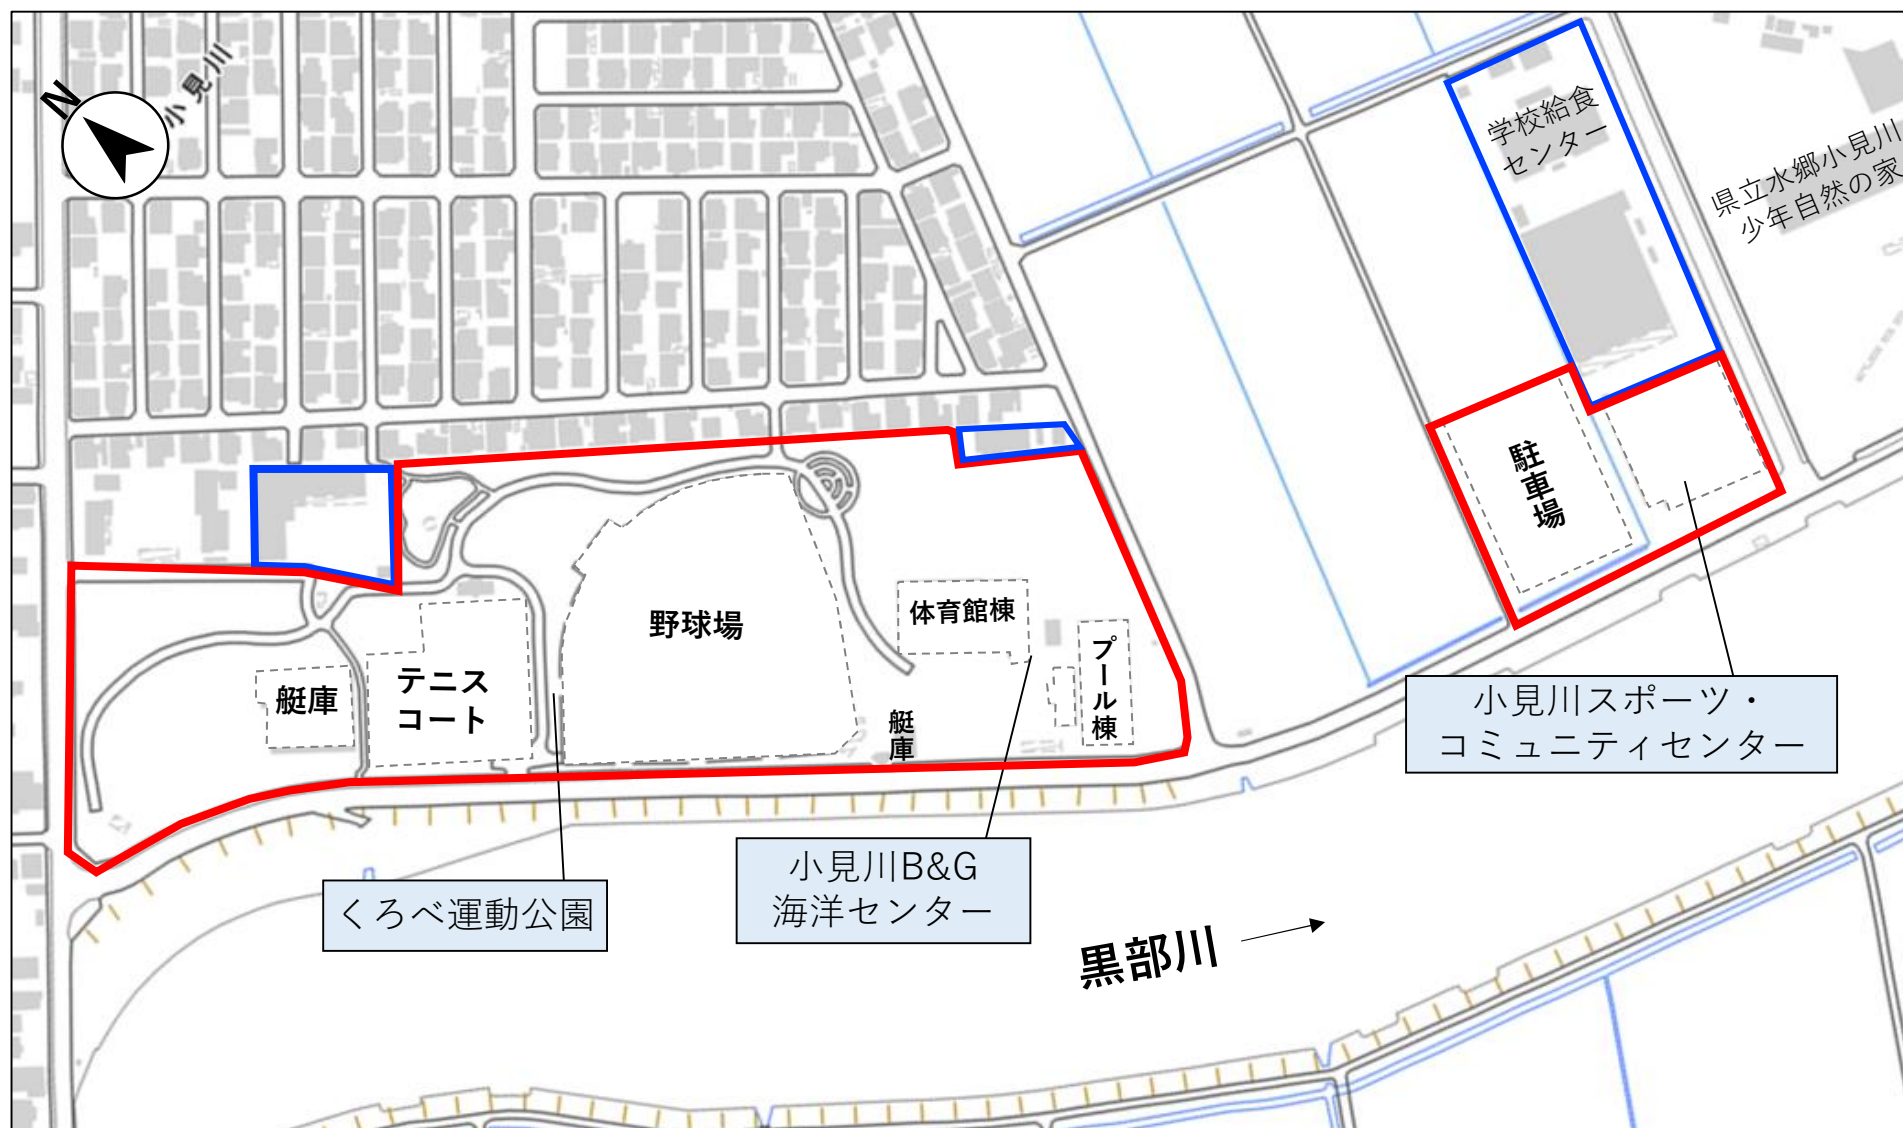 N
小見川
学校給食
センター
県立水郷小見川
少年自然の家
駐車場
野球場
体育館棟
プール棟
テニス
コート
艇庫
艇庫
小見川スポーツ・
コミュニティセンター
小見川B&G
海洋センター
くろべ運動公園
黒部川